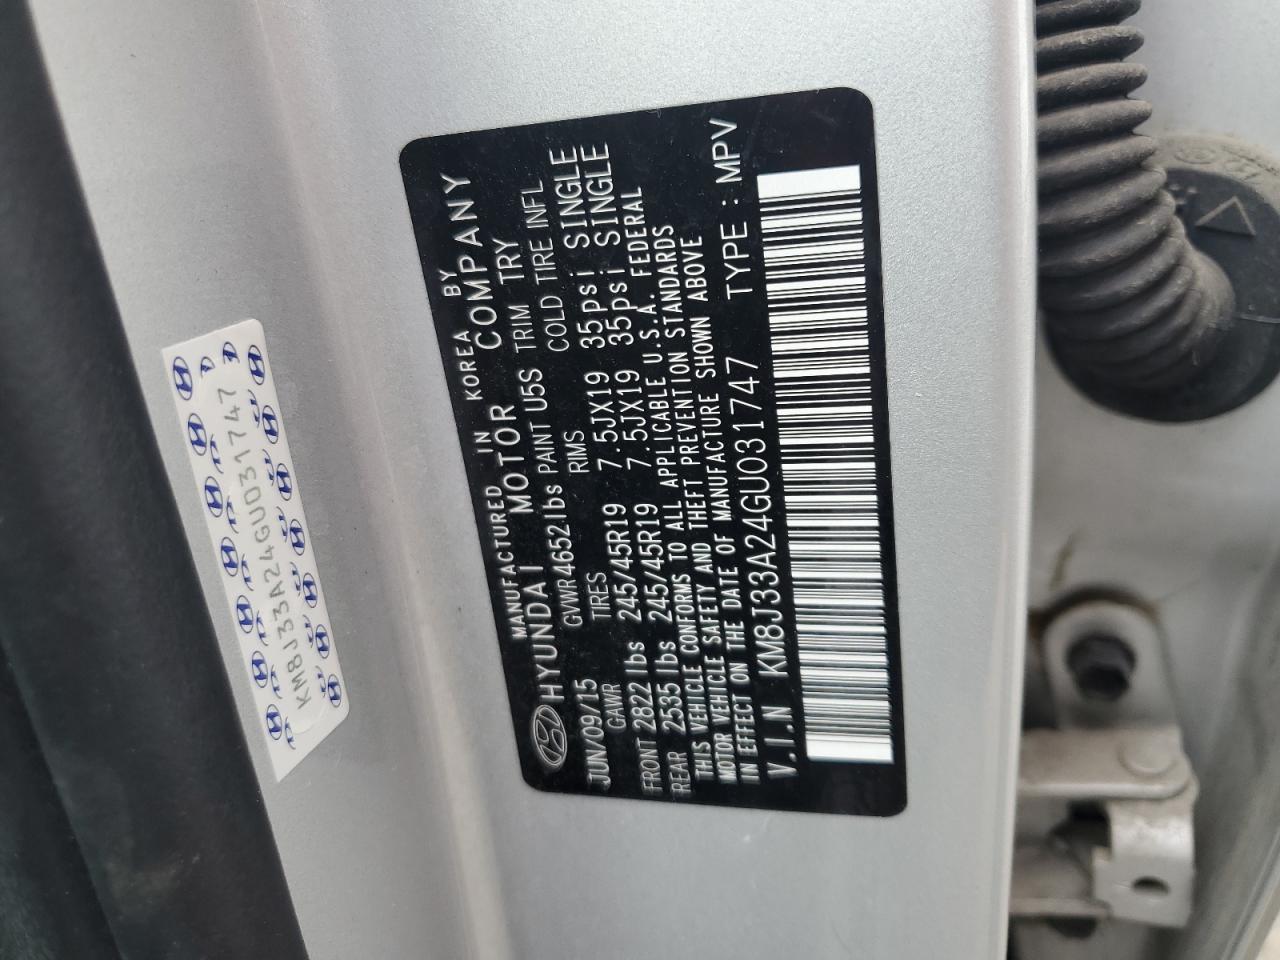 MANUFACTURED IN KOREA BY
HYUNDAI MOTOR COMPANY
JUN/09/15 GVWR 4652 lbs PAINT U5S TRIM TRY
GAWR TIRES RIMS COLD TIRE INFL
FRONT 2822 lbs 245/45R19 7.5JX19 35psi SINGLE
REAR 2535 lbs 245/45R19 7.5JX19 35psi SINGLE
THIS VEHICLE CONFORMS TO ALL APPLICABLE U.S.A. FEDERAL
MOTOR VEHICLE SAFETY AND THEFT PREVENTION STANDARDS
IN EFFECT ON THE DATE OF MANUFACTURE SHOWN ABOVE
V.I.N KM8J33A24GU031747 TYPE : MPV
KM8J33A24GU031747